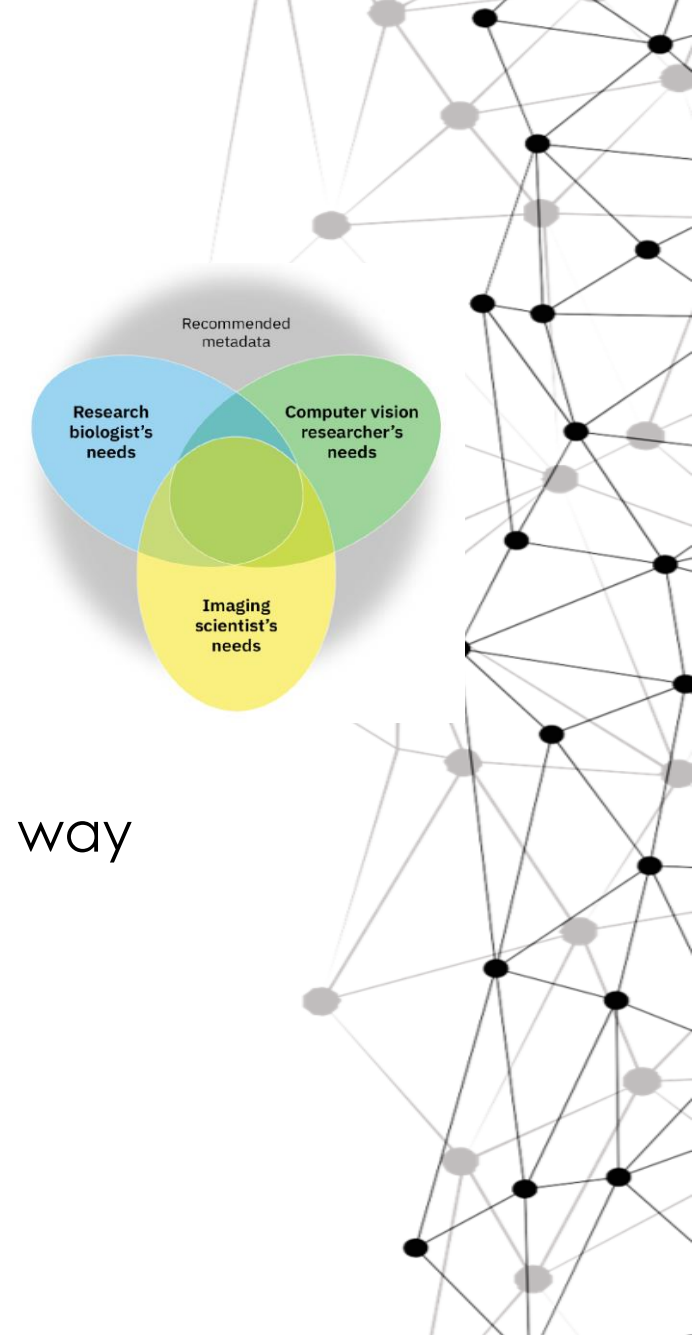 Recommended
metadata
Research
biologist's
needs
Computer vision
researcher's
needs
Imaging
scientist's
needs
way